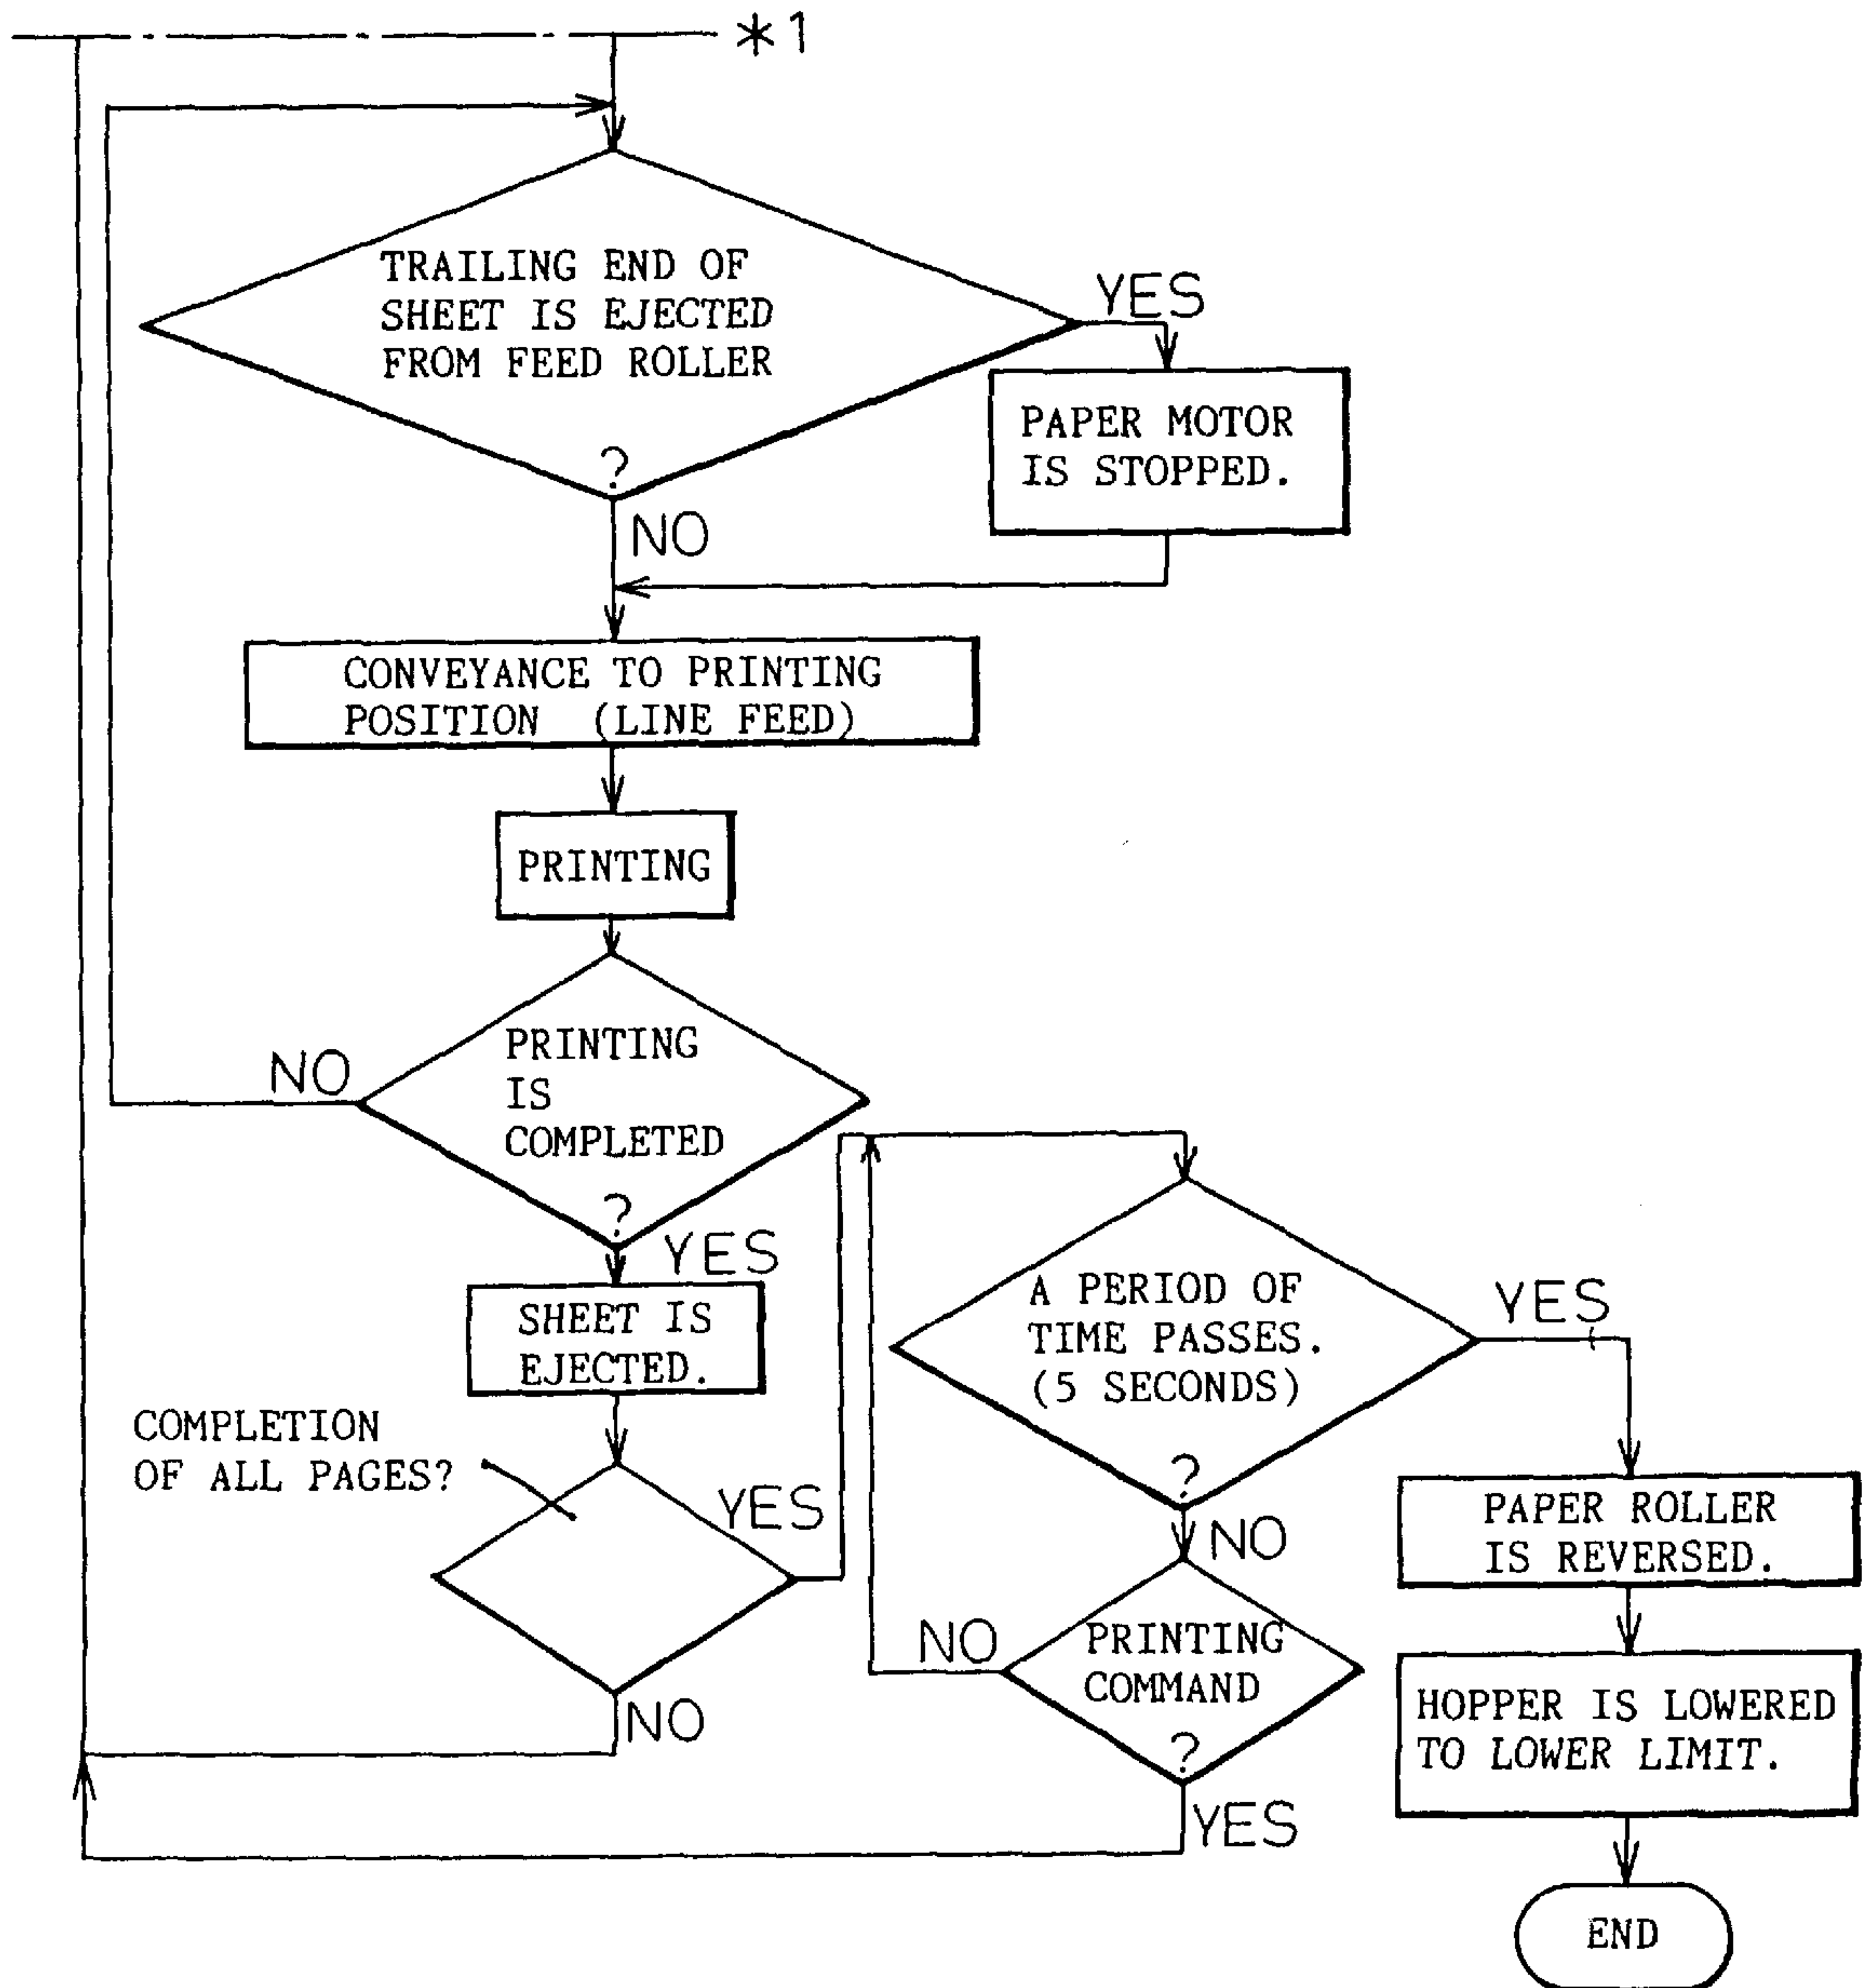 *1
TRAILING END OF
SHEET IS EJECTED
FROM FEED ROLLER
?
YES
PAPER MOTOR
IS STOPPED.
NO
CONVEYANCE TO PRINTING
POSITION (LINE FEED)
PRINTING
PRINTING
IS
COMPLETED
?
NO
YES
SHEET IS
EJECTED.
COMPLETION
OF ALL PAGES?
YES
NO
A PERIOD OF
TIME PASSES.
(5 SECONDS)
?
YES
NO
PRINTING
COMMAND
?
NO
YES
PAPER ROLLER
IS REVERSED.
HOPPER IS LOWERED
TO LOWER LIMIT.
END